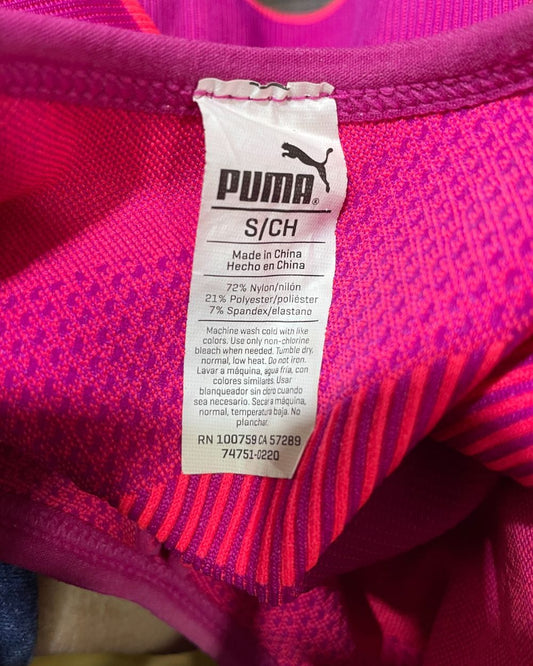 PUMA®
S/CH
Made in China
Hecho en China
72% Nylon/nilón
21% Polyester/poliéster
7% Spandex/elastano
Machine wash cold with like
colors. Use only non-chlorine
bleach when needed. Tumble dry,
normal, low heat. Do not iron.
Lavar a máquina, agua fría, con
colores similares. Usar
blanqueador sin cloro cuando
sea necesario. Secar a máquina,
normal, temperatura baja. No
planchar.
RN 100759 CA 57289
74751-0220